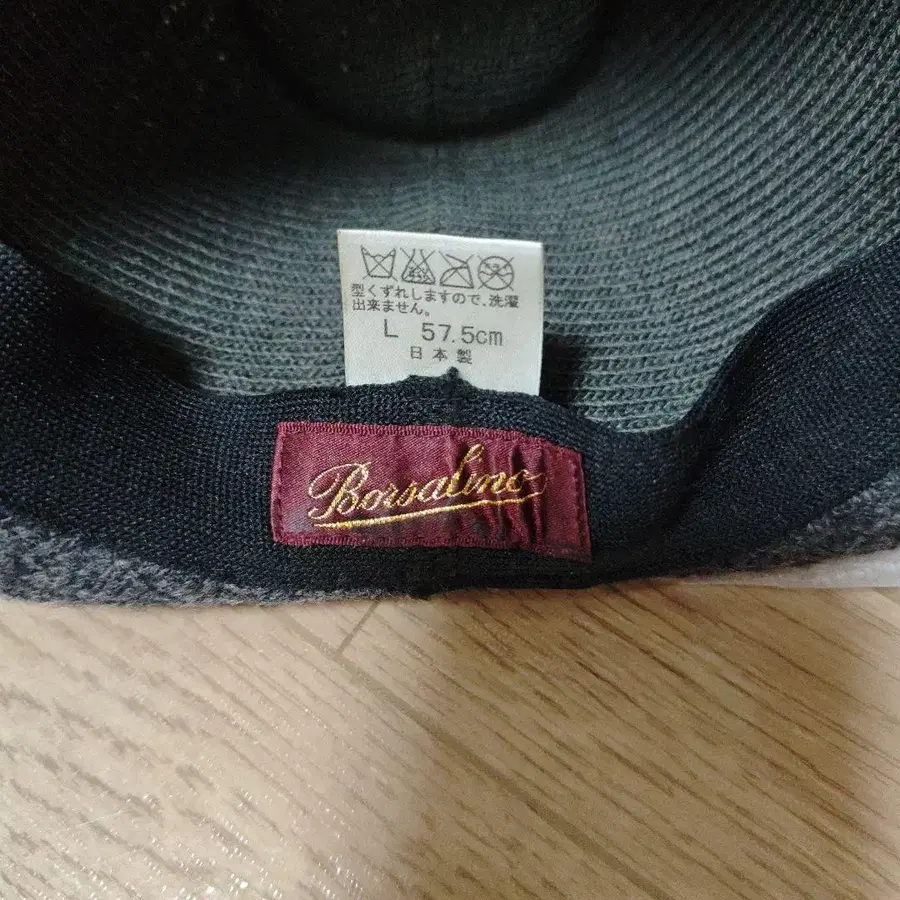 型くずれしますので、洗濯
出来ません。
L 57.5cm
日本製
Borsalino